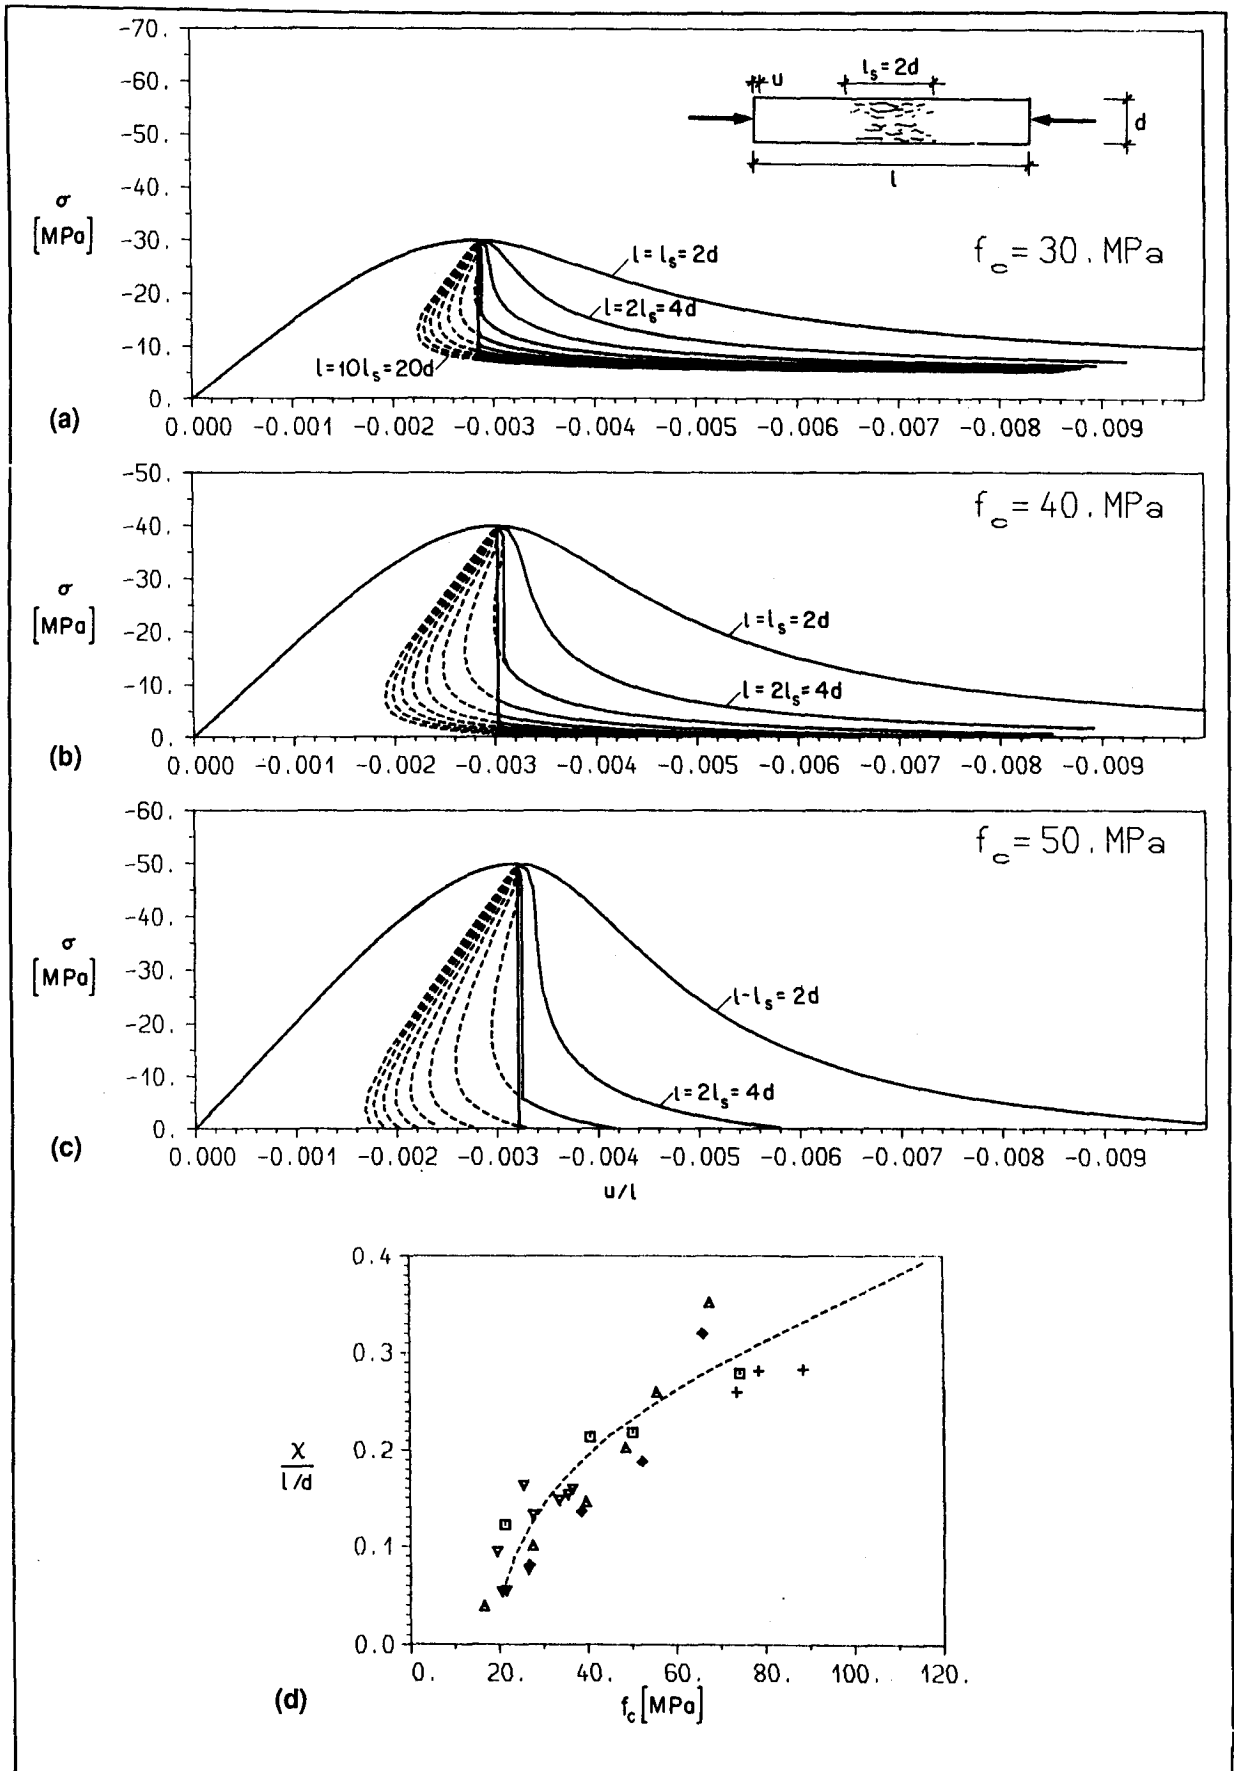 -70.
-60.
-50.
-40.
-30.
-20.
-10.
0.
σ
[MPa]
u
l_s=2d
d
l
f_c = 30. MPa
l=l_s=2d
l=2l_s=4d
l=10l_s=20d
(a)
0.000 -0.001 -0.002 -0.003 -0.004 -0.005 -0.006 -0.007 -0.008 -0.009
-50.
-40.
-30.
-20.
-10.
0.
σ
[MPa]
f_c = 40. MPa
l=l_s=2d
l=2l_s=4d
(b)
0.000 -0.001 -0.002 -0.003 -0.004 -0.005 -0.006 -0.007 -0.008 -0.009
-60.
-50.
-40.
-30.
-20.
-10.
0.
σ
[MPa]
f_c = 50. MPa
l-l_s=2d
l=2l_s=4d
(c)
0.000 -0.001 -0.002 -0.003 -0.004 -0.005 -0.006 -0.007 -0.008 -0.009
u/l
0.4
0.3
0.2
0.1
0.0
χ
l/d
0. 20. 40. 60. 80. 100. 120.
(d)
f_c [MPa]